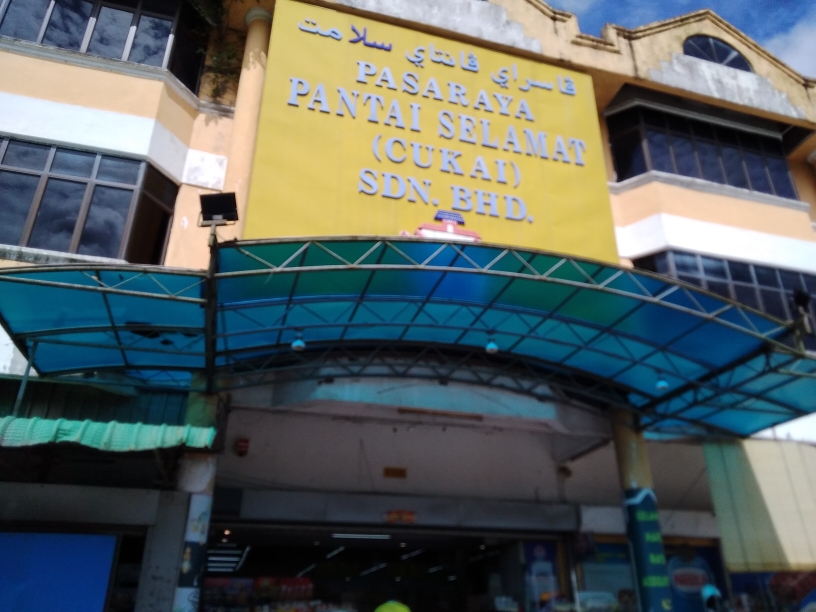 ڤاسراي ڤنتاي سلامت
PASARAYA
PANTAI SELAMAT
(CUKAI)
SDN. BHD.